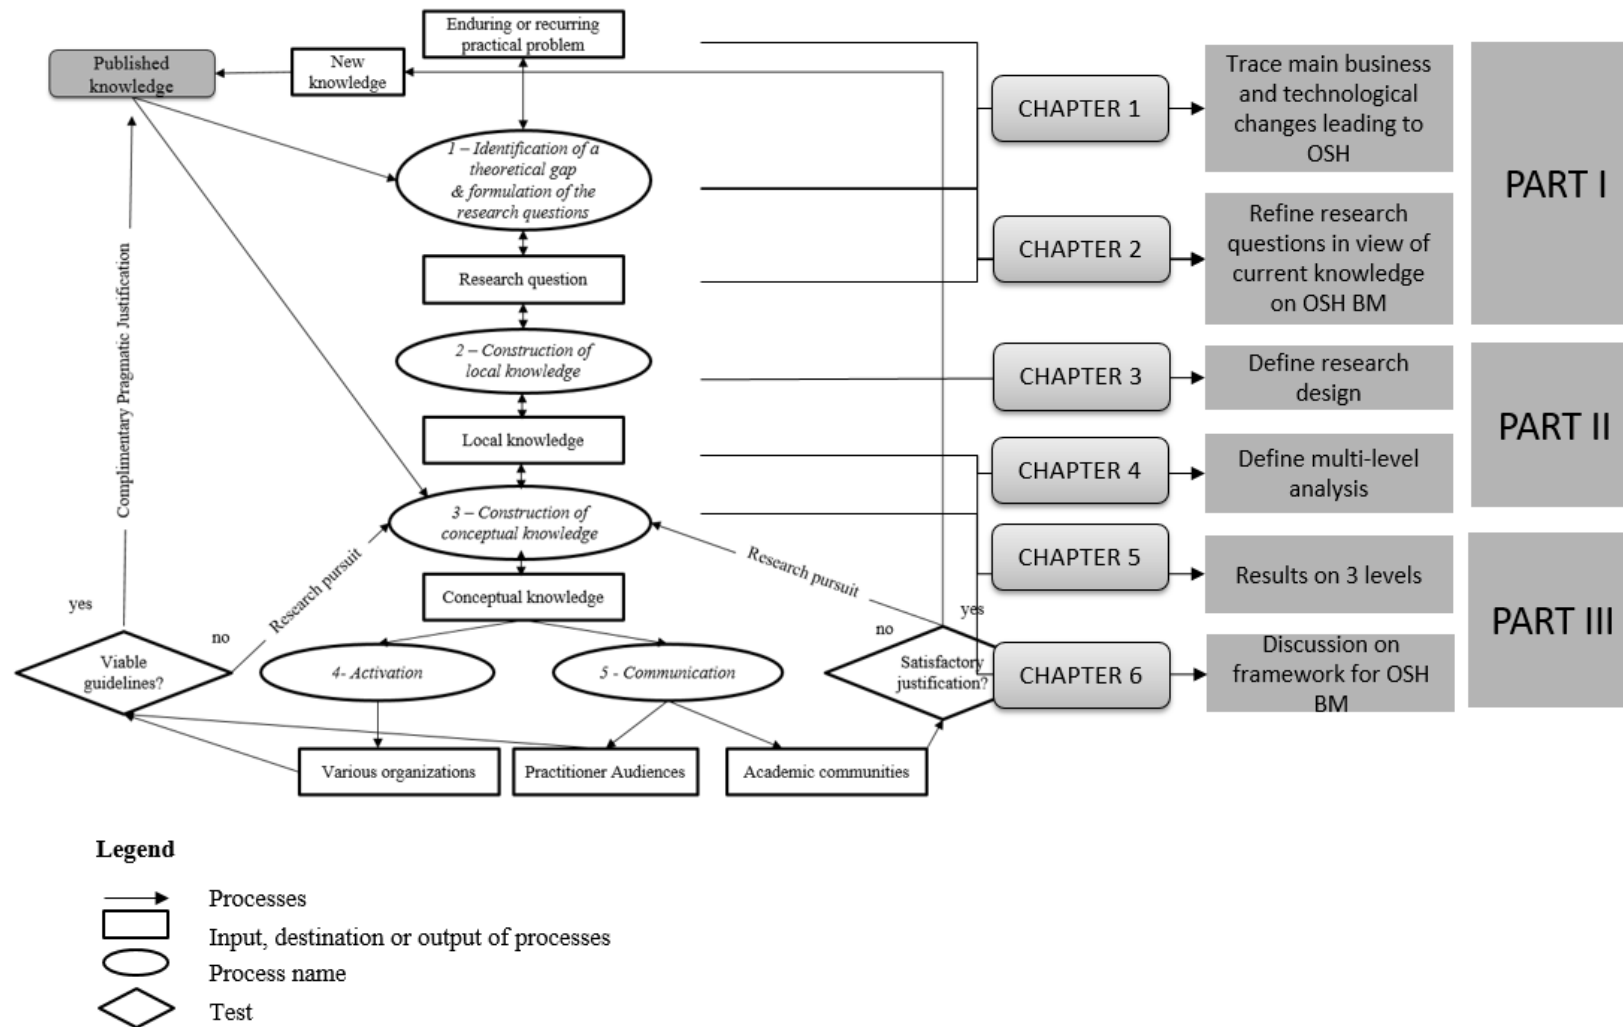 Enduring or recurring
practical problem
Published
knowledge
New
knowledge
1 – Identification of a
theoretical gap
& formulation of the
research questions
Research question
2 – Construction of
local knowledge
Local knowledge
3 – Construction of
conceptual knowledge
Conceptual knowledge
Complimentary Pragmatic Justification
Research pursuit
Research pursuit
yes
no
no
yes
Viable
guidelines?
4- Activation
5 - Communication
Satisfactory
justification?
Various organizations
Practitioner Audiences
Academic communities
CHAPTER 1
Trace main business
and technological
changes leading to
OSH
CHAPTER 2
Refine research
questions in view of
current knowledge
on OSH BM
PART I
CHAPTER 3
Define research
design
CHAPTER 4
Define multi-level
analysis
PART II
CHAPTER 5
Results on 3 levels
CHAPTER 6
Discussion on
framework for OSH
BM
PART III
Legend
Processes
Input, destination or output of processes
Process name
Test